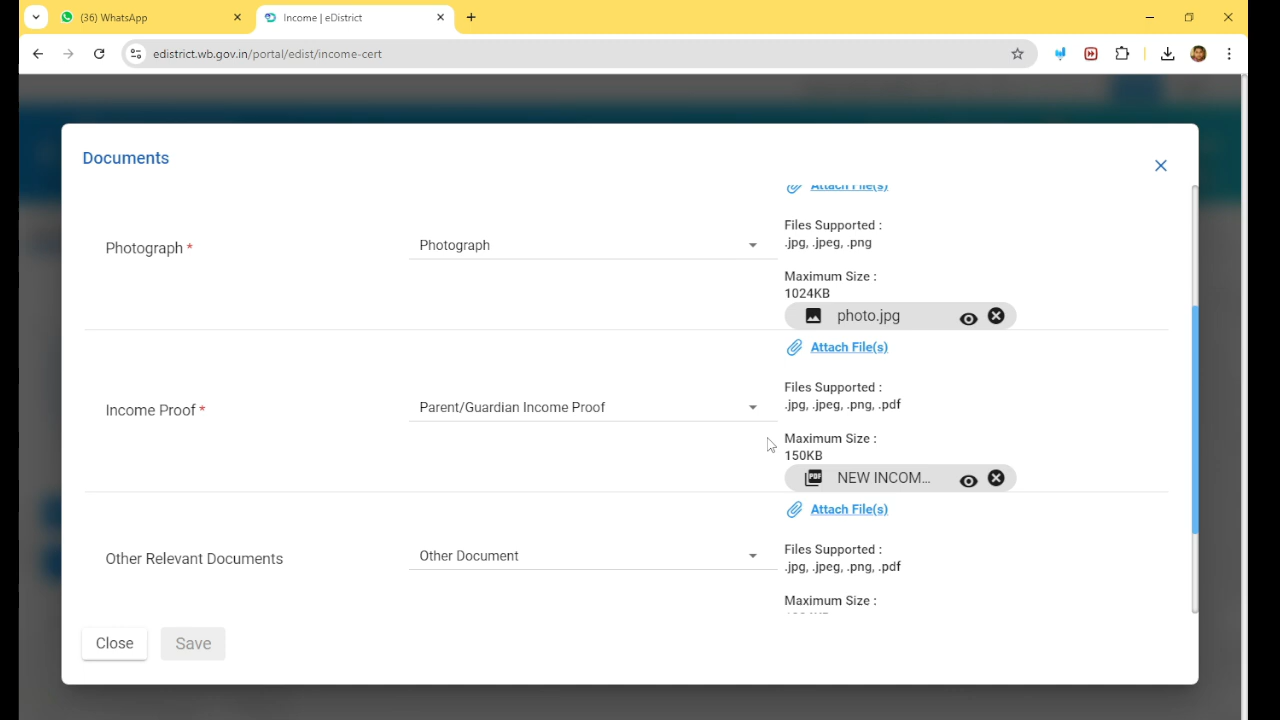 (36) WhatsApp
Income | eDistrict
edistrict.wb.gov.in/portal/edist/income-cert
Documents
Attach File(s)
Photograph *
Photograph
Files Supported :
.jpg, .jpeg, .png
Maximum Size :
1024KB
photo.jpg
Attach File(s)
Income Proof *
Parent/Guardian Income Proof
Files Supported :
.jpg, .jpeg, .png, .pdf
Maximum Size :
150KB
PDF
NEW INCOM...
Attach File(s)
Other Relevant Documents
Other Document
Files Supported :
.jpg, .jpeg, .png, .pdf
Maximum Size :
Close
Save